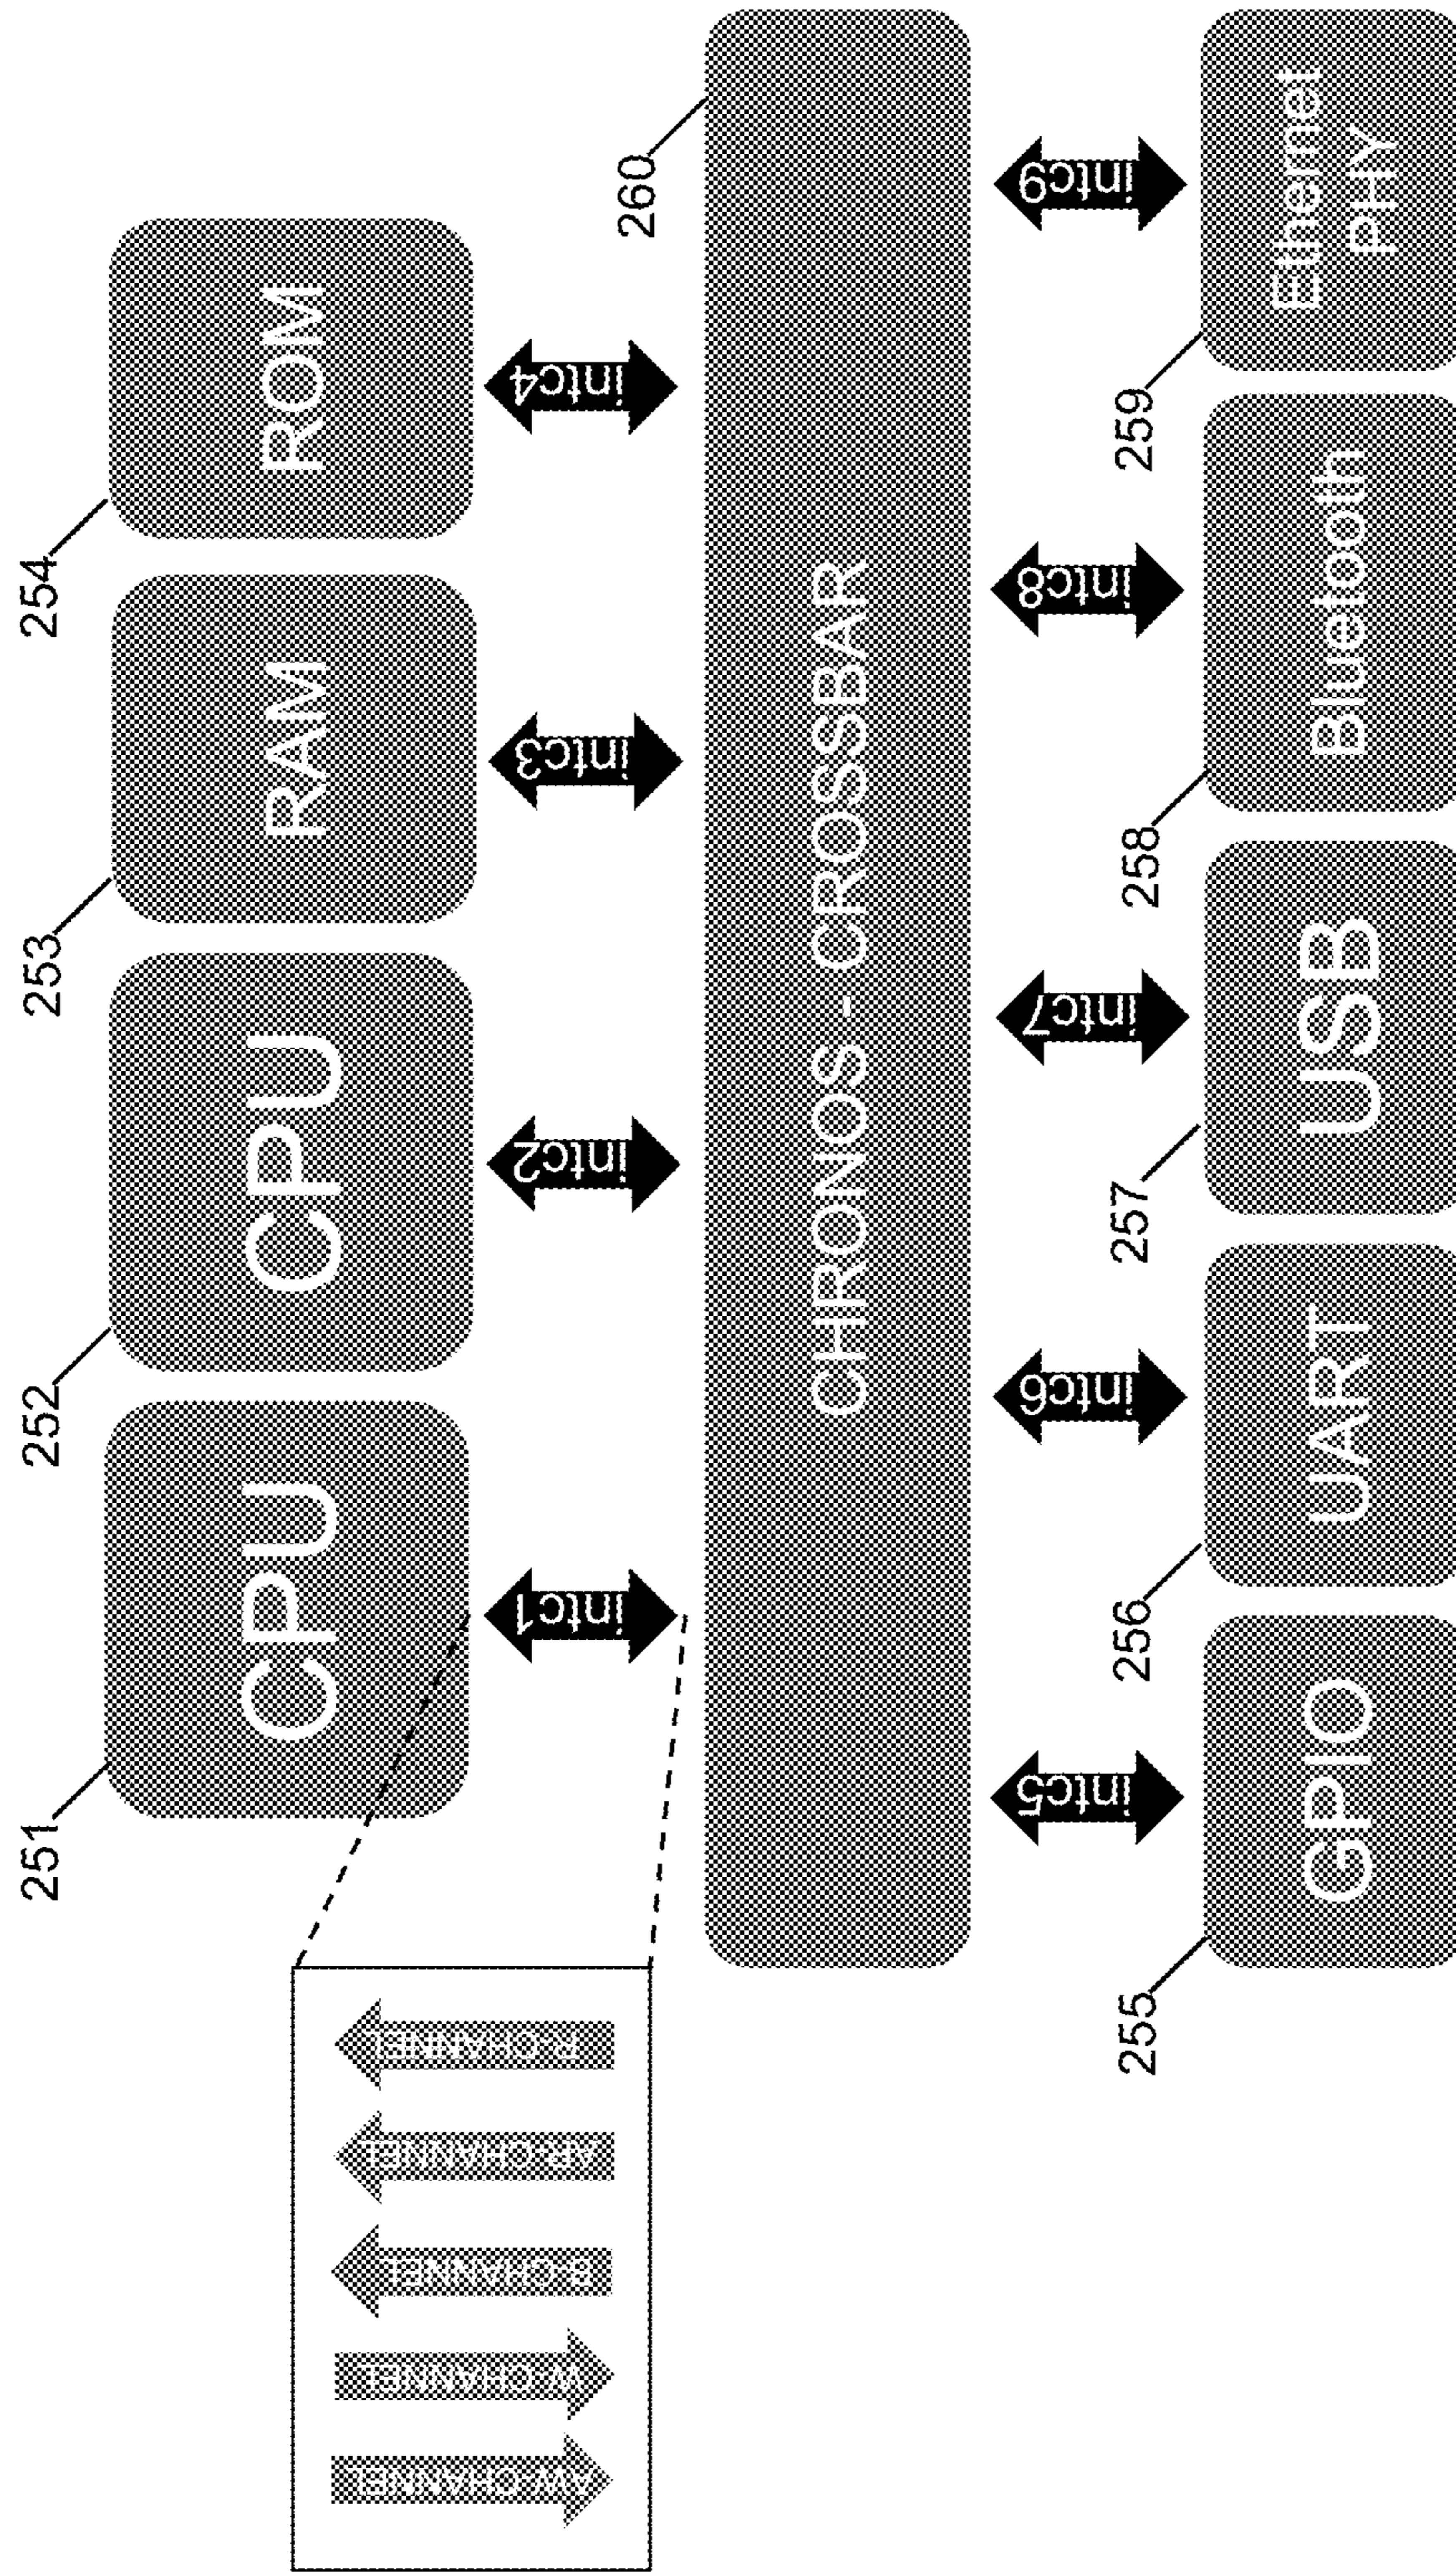 251
252
253
254
CPU
CPU
RAM
ROM
AW-CHANNEL
W-CHANNEL
B-CHANNEL
AR-CHANNEL
R-CHANNEL
intc1
intc2
intc3
intc4
260
CHRONOS - CROSSBAR
intc5
intc6
intc7
intc8
intc9
255
256
257
258
259
GPIO
UART
USB
Bluetooth
Ethernet
PHY